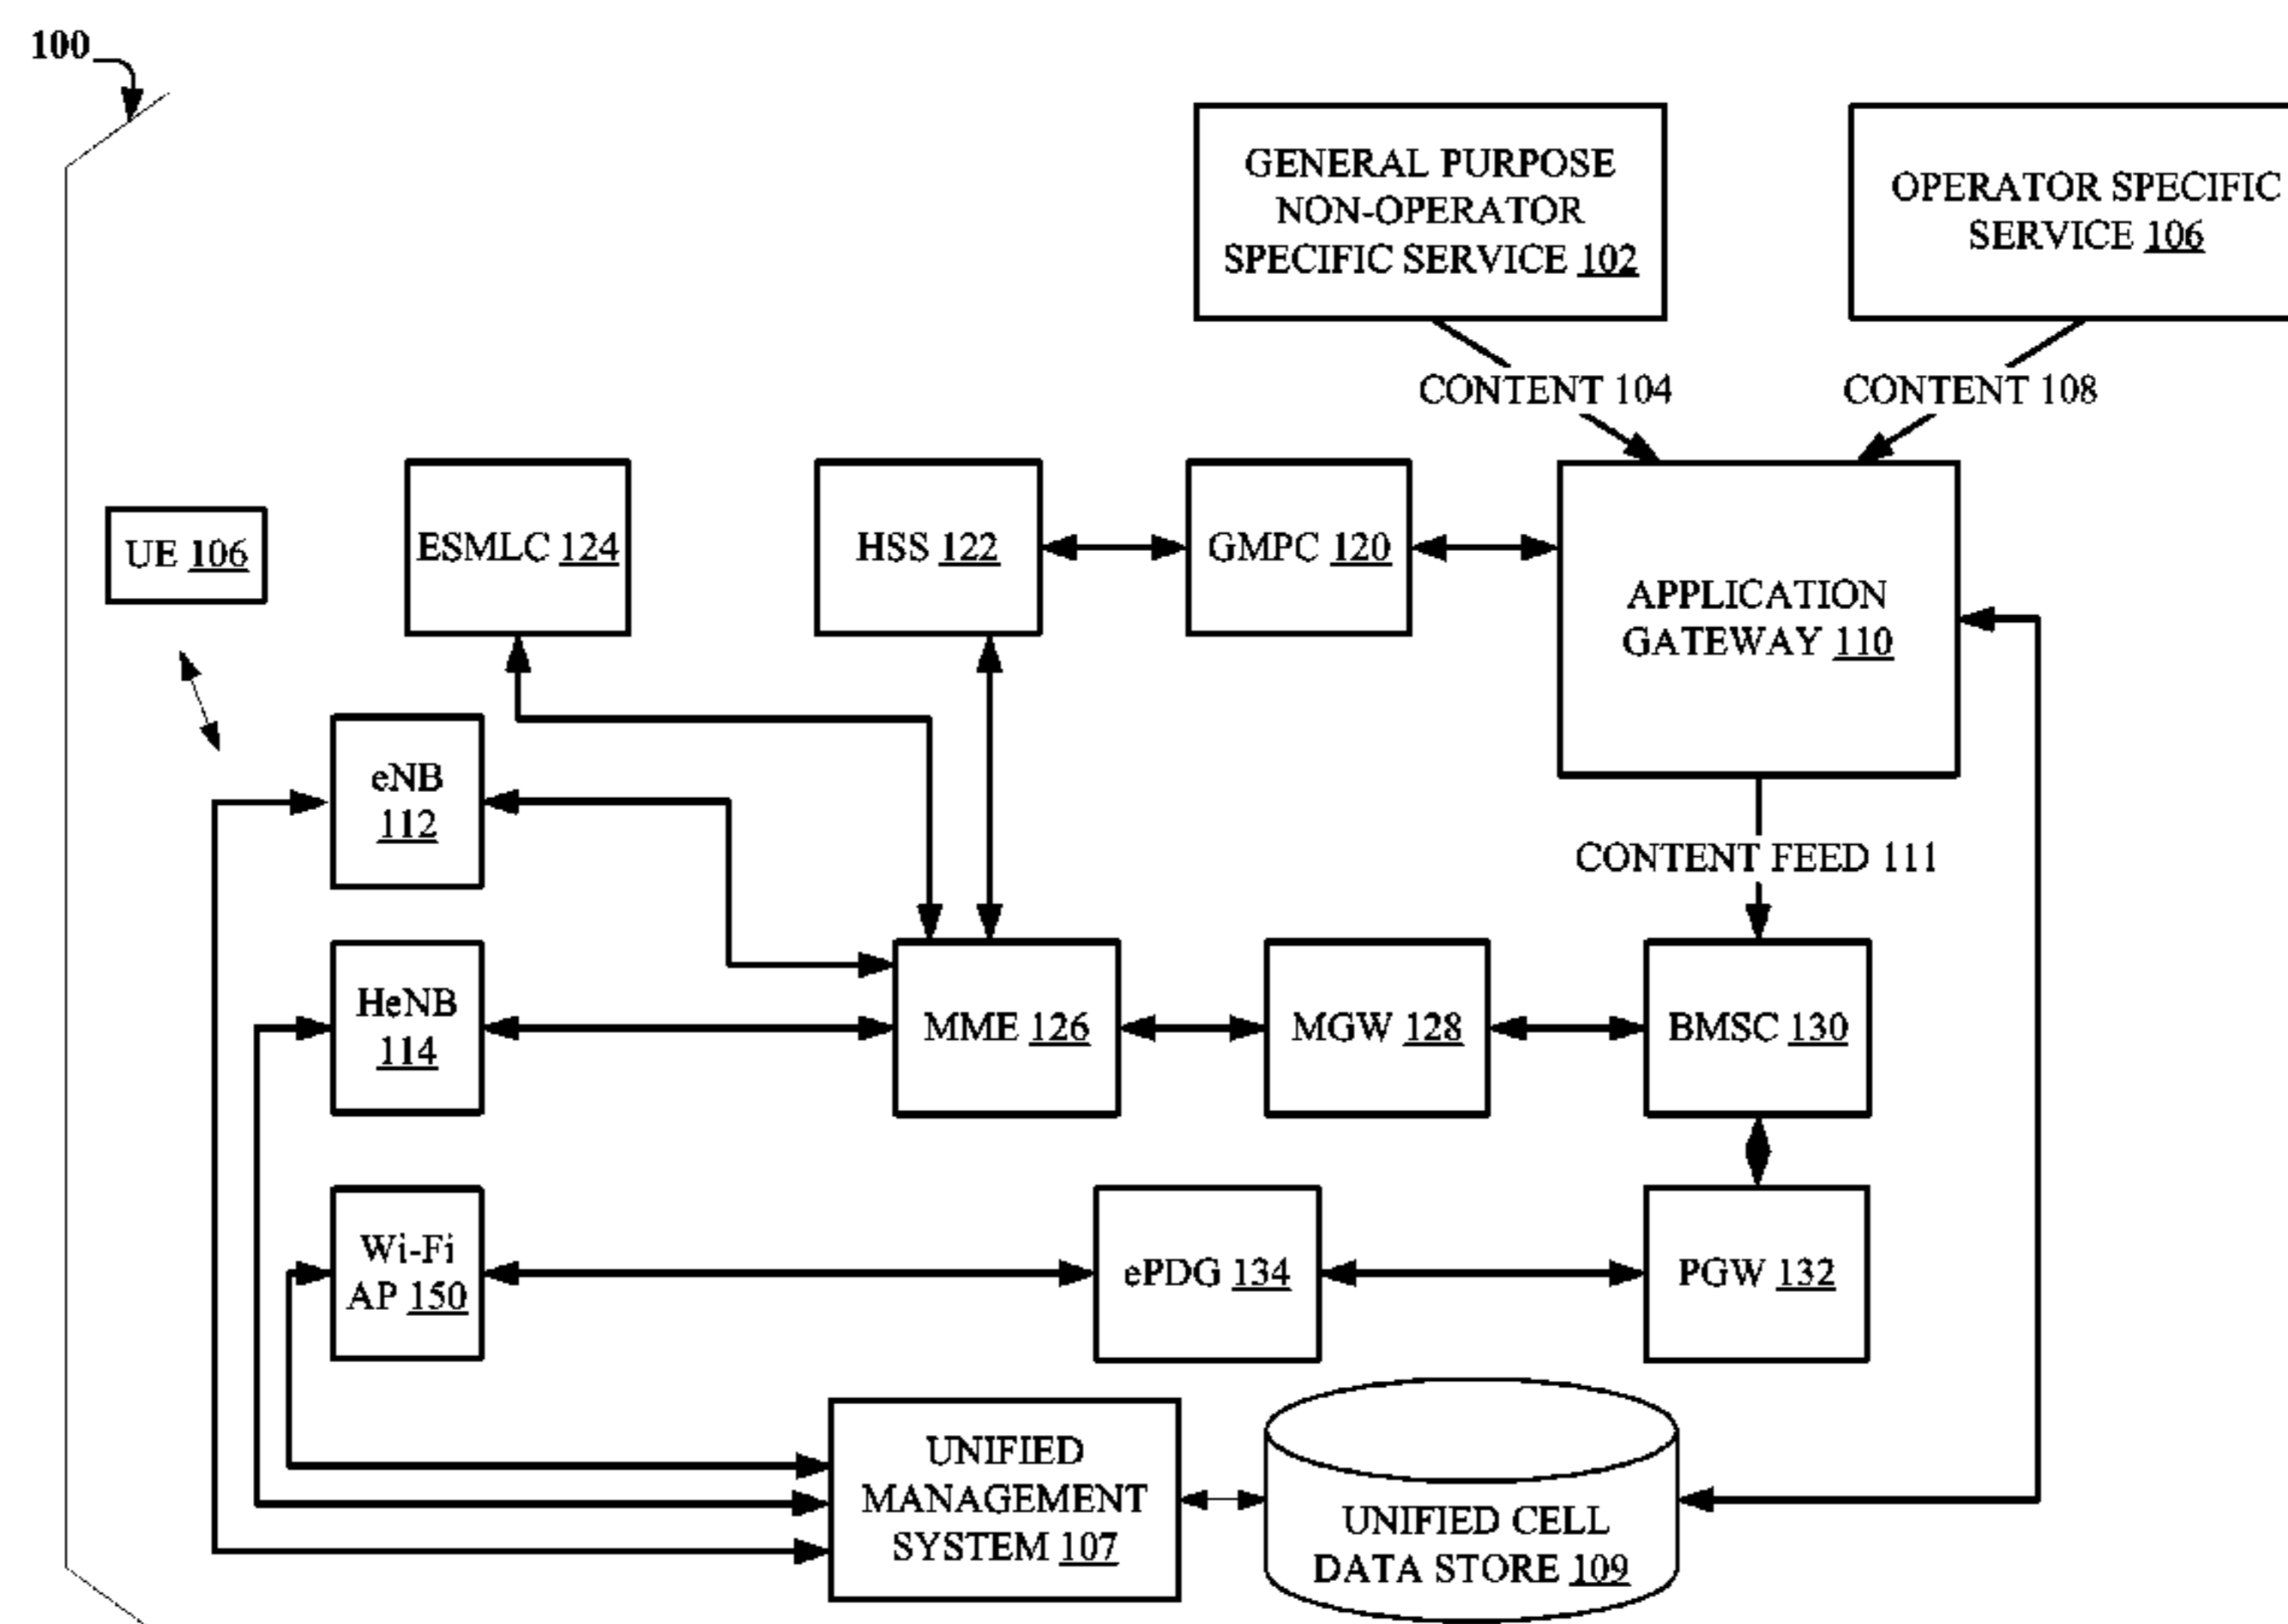 100
GENERAL PURPOSE
NON-OPERATOR
SPECIFIC SERVICE 102
OPERATOR SPECIFIC
SERVICE 106
CONTENT 104
CONTENT 108
UE 106
ESMLC 124
HSS 122
GMPC 120
APPLICATION
GATEWAY 110
eNB
112
CONTENT FEED 111
HeNB
114
MME 126
MGW 128
BMSC 130
Wi-Fi
AP 150
ePDG 134
PGW 132
UNIFIED
MANAGEMENT
SYSTEM 107
UNIFIED CELL
DATA STORE 109